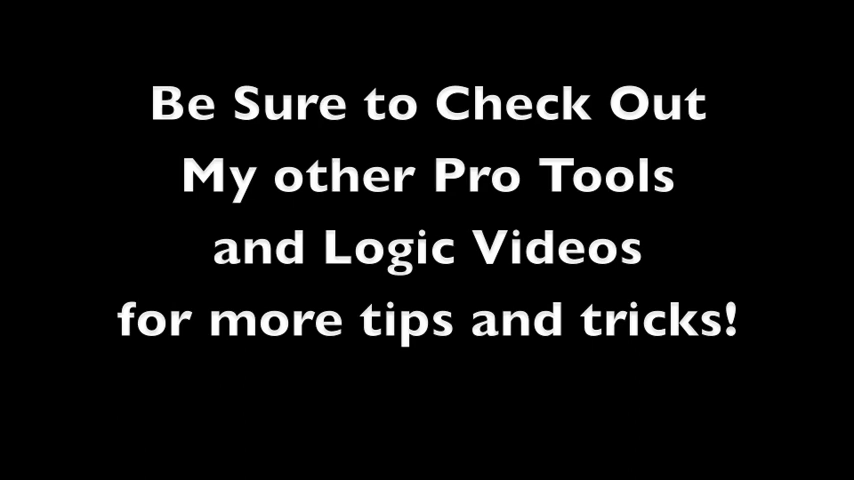 Be Sure to Check Out
My other Pro Tools
and Logic Videos
for more tips and tricks!